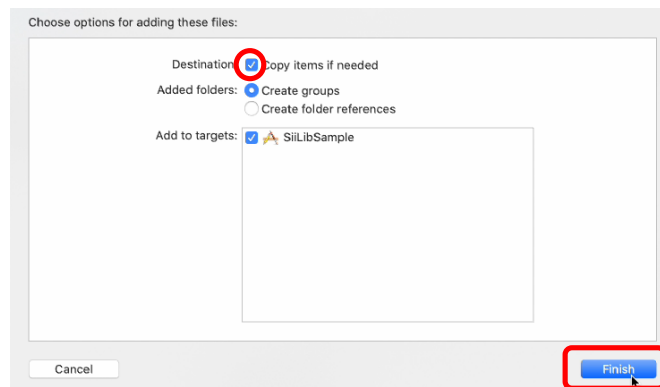 Choose options for adding these files:
Destination: Copy items if needed
Added folders: Create groups
Create folder references
Add to targets: SiiLibSample
Cancel
Finish